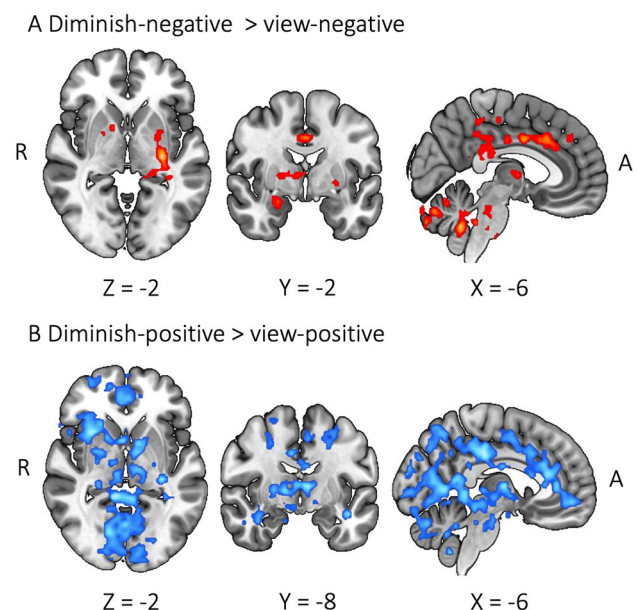 A Diminish-negative > view-negative
R
A
Z = -2 Y = -2 X = -6
B Diminish-positive > view-positive
R
A
Z = -2 Y = -8 X = -6